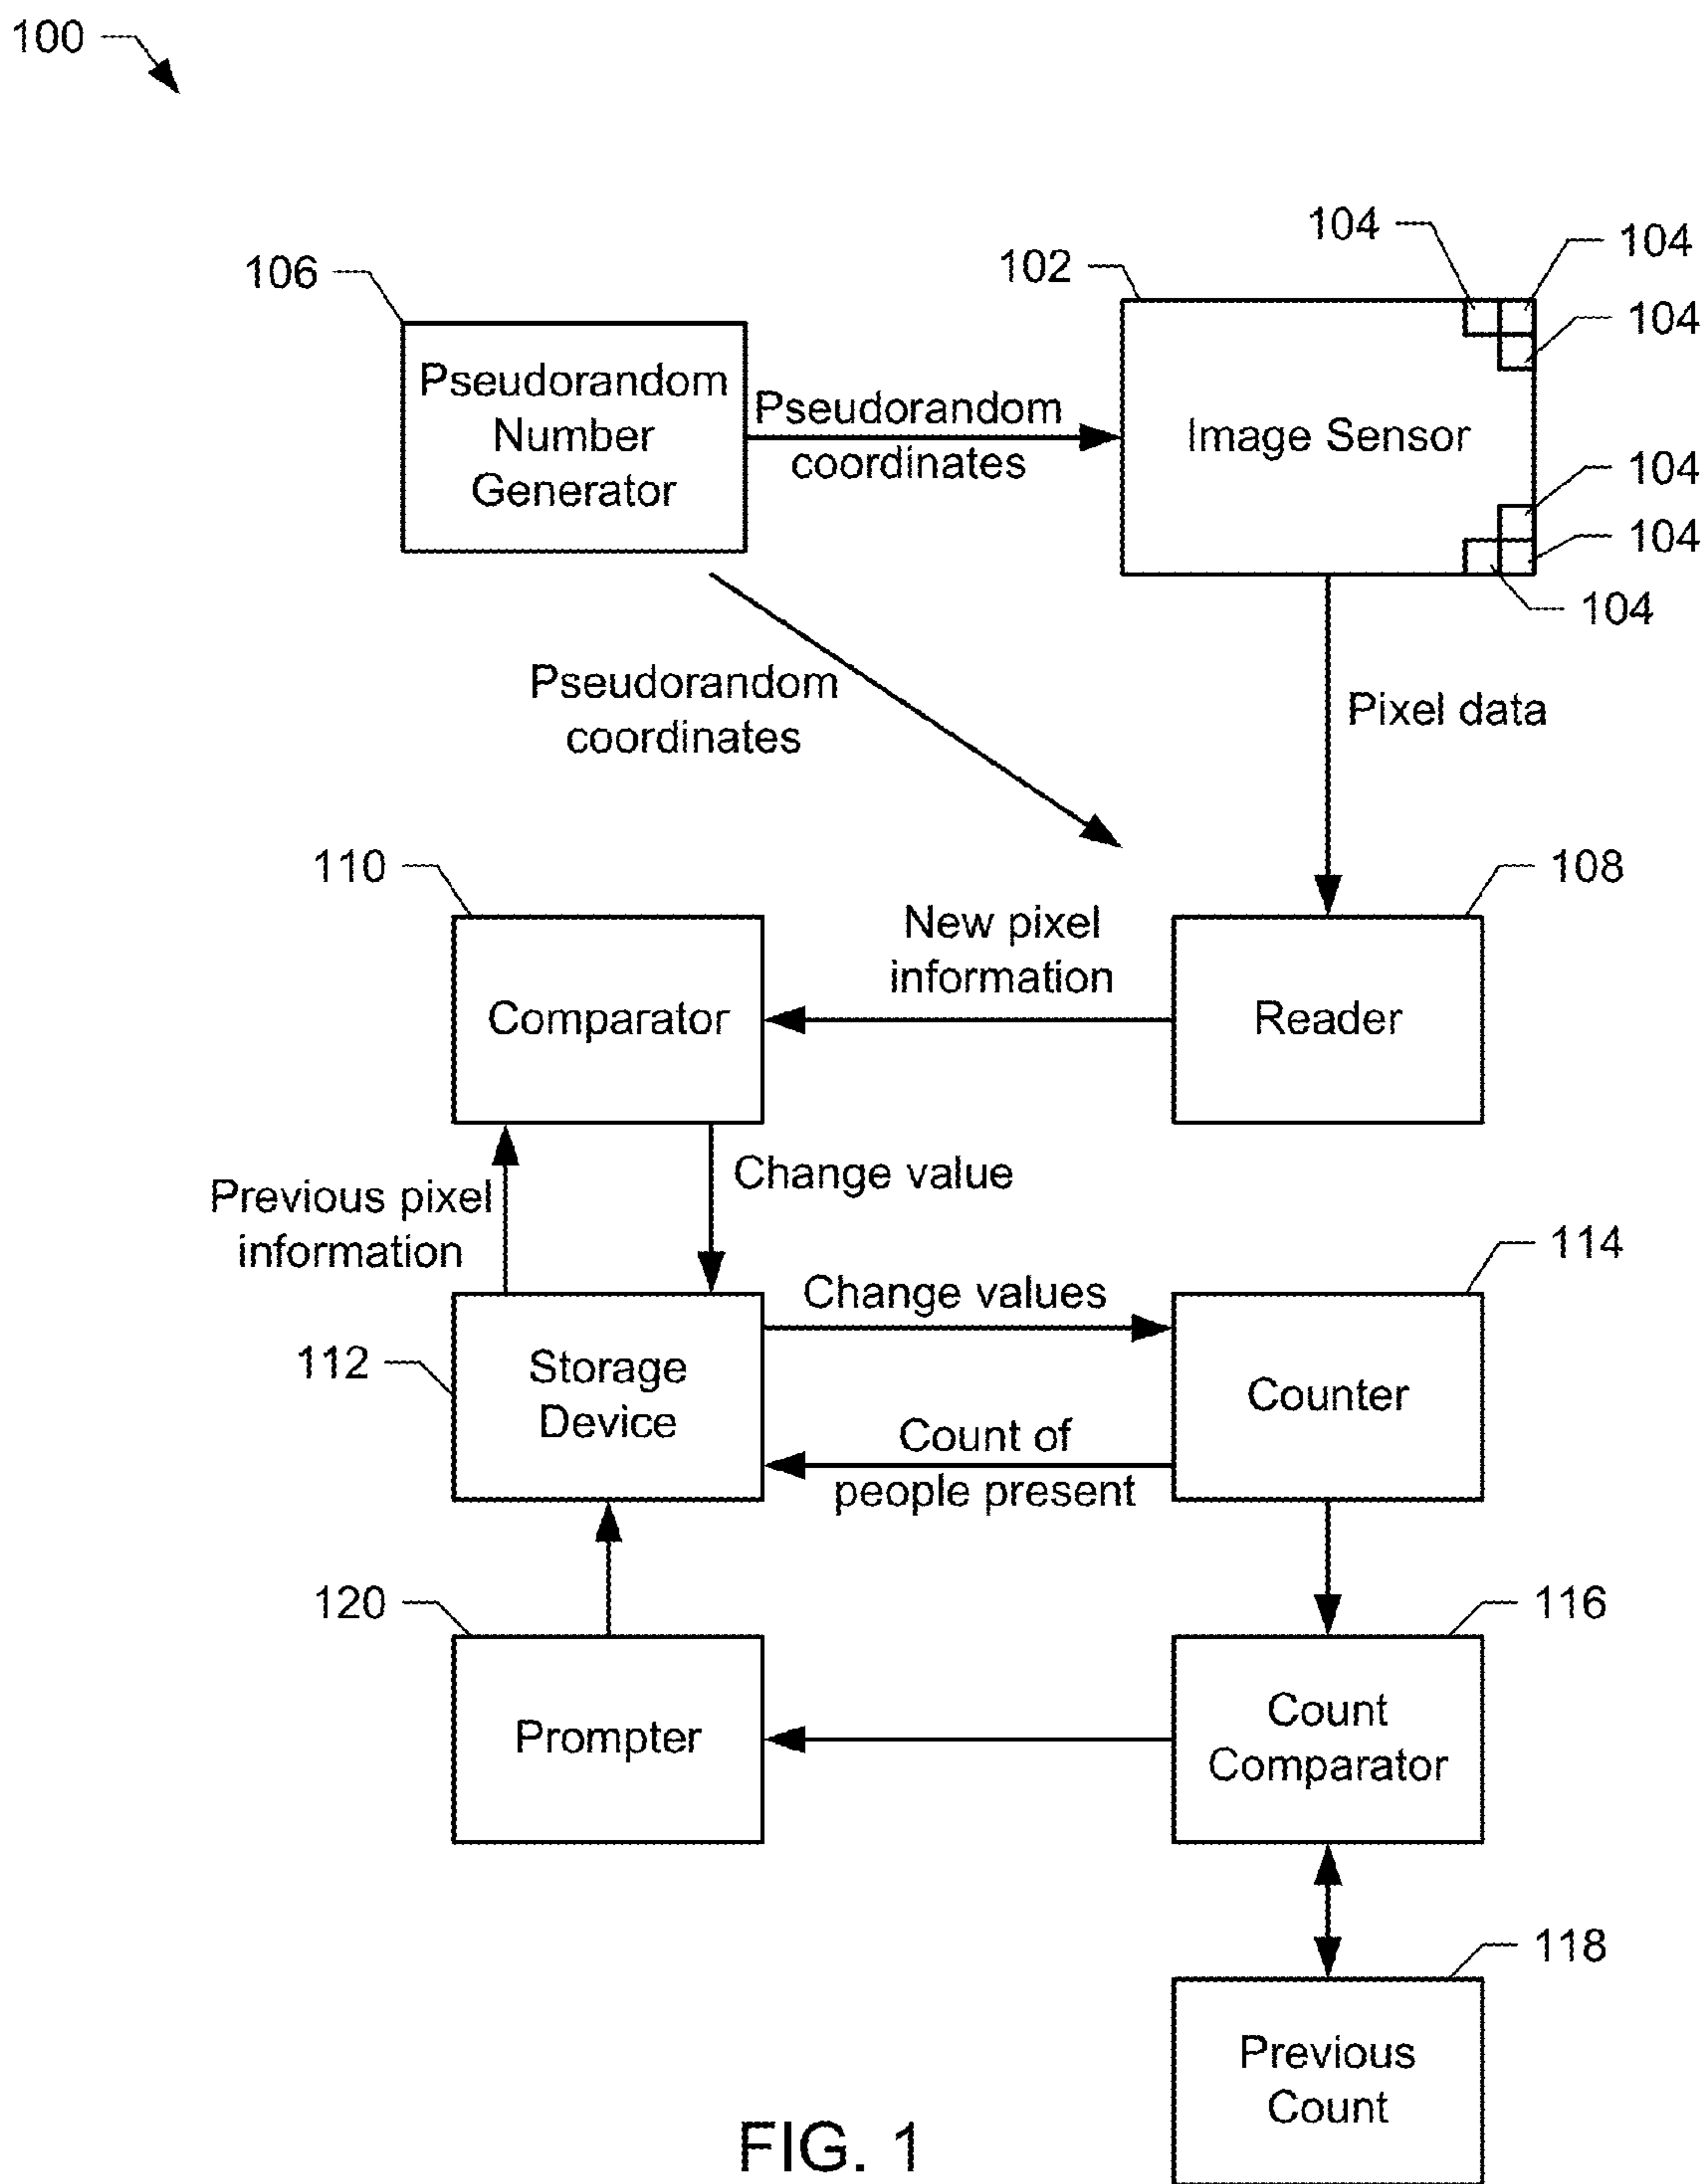 100
104
104
102
106
104
Pseudorandom
Number
Generator
Pseudorandom
coordinates
Image Sensor
104
104
104
Pseudorandom
coordinates
Pixel data
110
108
New pixel
information
Comparator
Reader
Previous pixel
information
Change value
114
Change values
112
Storage
Device
Counter
Count of
people present
120
116
Prompter
Count
Comparator
118
Previous
Count
FIG. 1